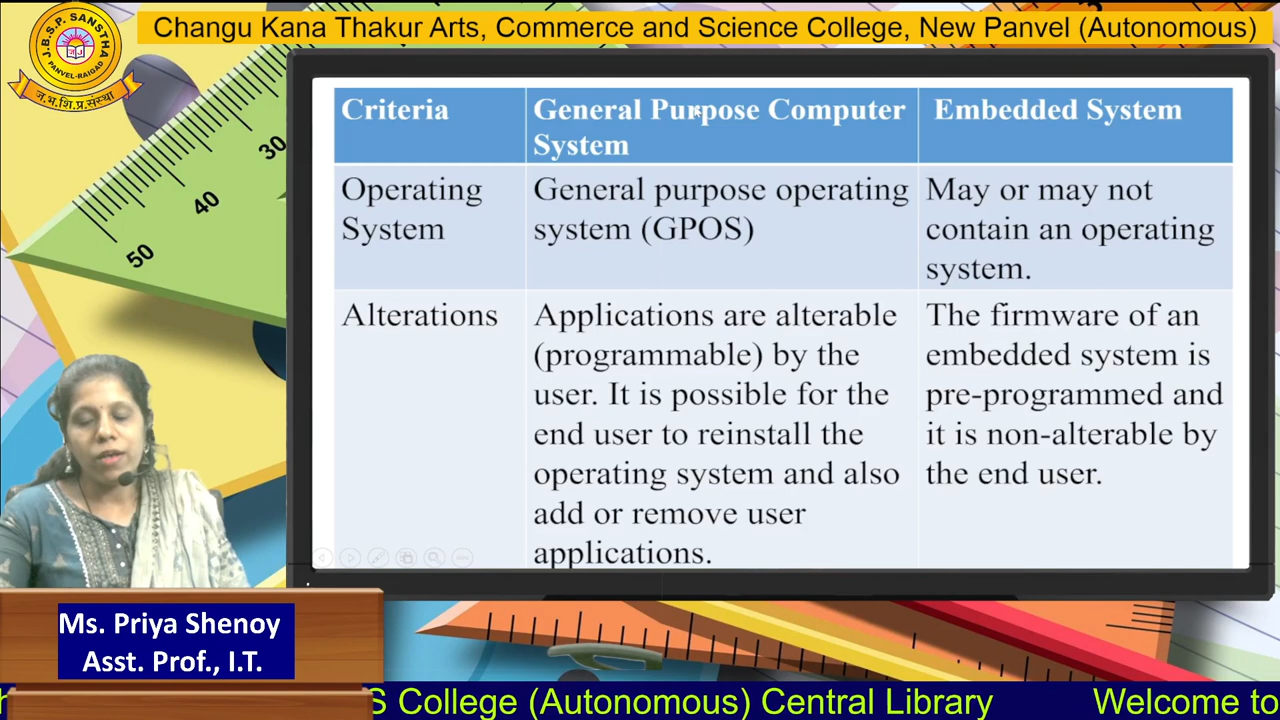 Changu Kana Thakur Arts, Commerce and Science College, New Panvel (Autonomous)
J.B.S.P. SANSTHA
PANVEL-RAIGAD
ज.भ.शि.प्र.संस्था
30
40
50
Criteria
General Purpose Computer
System
Embedded System
Operating
System
General purpose operating
system (GPOS)
May or may not
contain an operating
system.
Alterations
Applications are alterable
(programmable) by the
user. It is possible for the
end user to reinstall the
operating system and also
add or remove user
applications.
The firmware of an
embedded system is
pre-programmed and
it is non-alterable by
the end user.
Ms. Priya Shenoy
Asst. Prof., I.T.
S College (Autonomous) Central Library
Welcome to